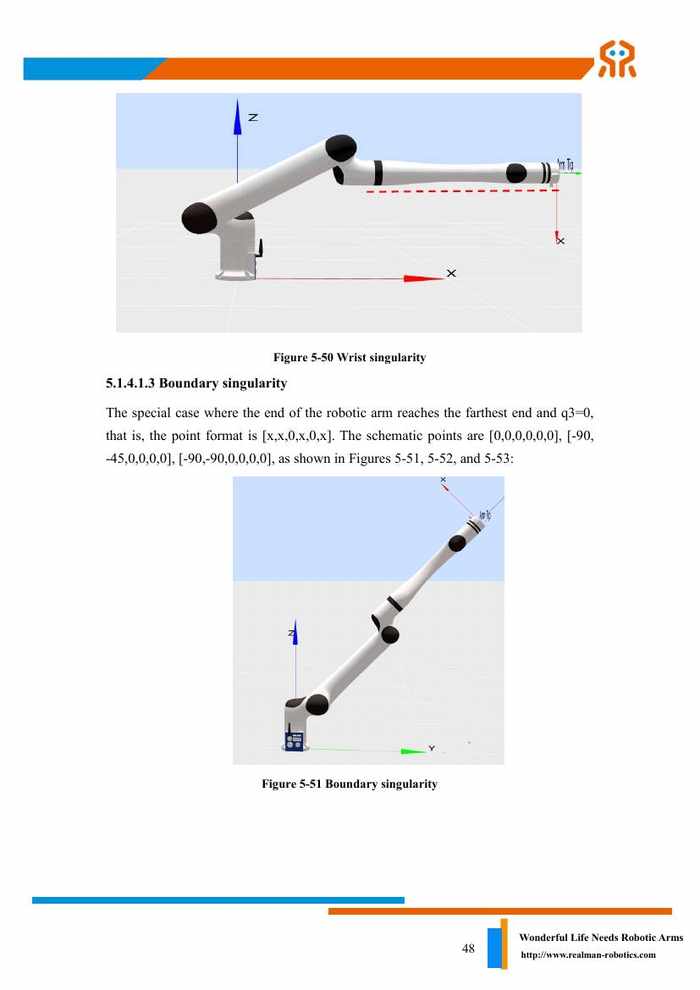 Z
Arm Tip
X
X
Figure 5-50 Wrist singularity
5.1.4.1.3 Boundary singularity
The special case where the end of the robotic arm reaches the farthest end and q3=0,
that is, the point format is [x,x,0,x,0,x]. The schematic points are [0,0,0,0,0,0], [-90,
-45,0,0,0,0], [-90,-90,0,0,0,0], as shown in Figures 5-51, 5-52, and 5-53:
X
Arm Tip
Z
Y
Figure 5-51 Boundary singularity
48
Wonderful Life Needs Robotic Arms
http://www.realman-robotics.com